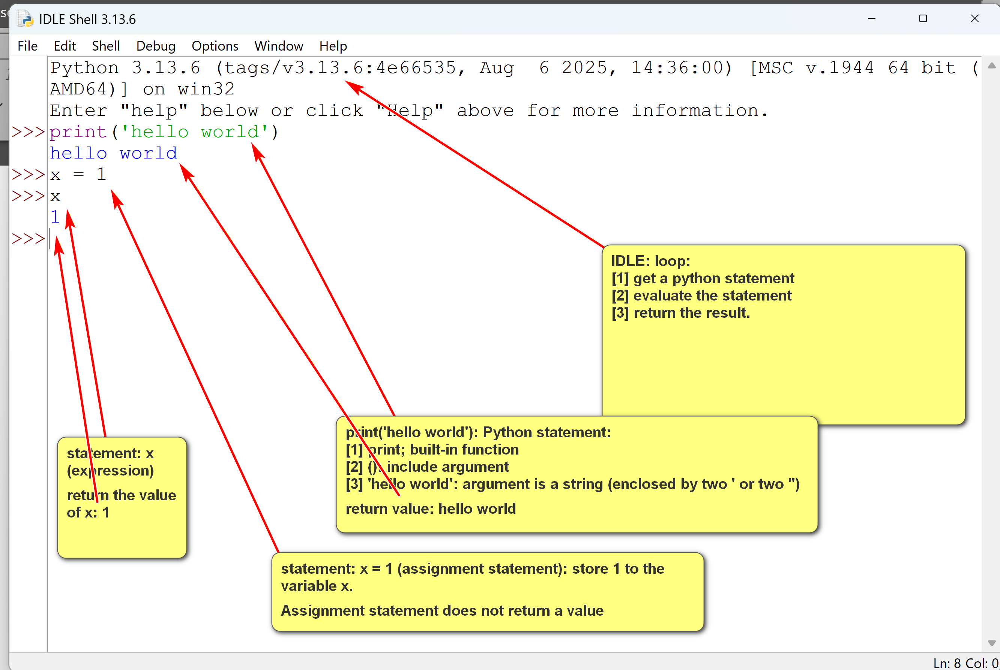 IDLE Shell 3.13.6
File Edit Shell Debug Options Window Help
Python 3.13.6 (tags/v3.13.6:4e66535, Aug  6 2025, 14:36:00) [MSC v.1944 64 bit (
AMD64)] on win32
Enter "help" below or click "Help" above for more information.
>>> print('hello world')
hello world
>>> x = 1
>>> x
1
>>>
IDLE: loop:
[1] get a python statement
[2] evaluate the statement
[3] return the result.
print('hello world'): Python statement:
[1] print; built-in function
[2] (): include argument
[3] 'hello world': argument is a string (enclosed by two ' or two ")
return value: hello world
statement: x
(expression)
return the value
of x: 1
statement: x = 1 (assignment statement): store 1 to the
variable x.
Assignment statement does not return a value
Ln: 8 Col: 0